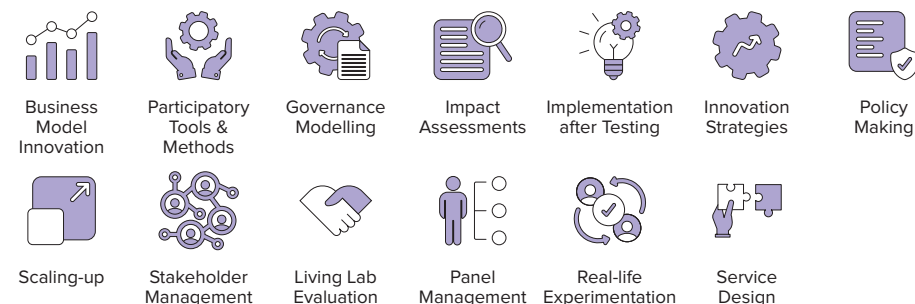 Business
Model
Innovation
Participatory
Tools &
Methods
Governance
Modelling
Impact
Assessments
Implementation
after Testing
Innovation
Strategies
Policy
Making
Scaling-up
Stakeholder
Management
Living Lab
Evaluation
Panel
Management
Real-life
Experimentation
Service
Design